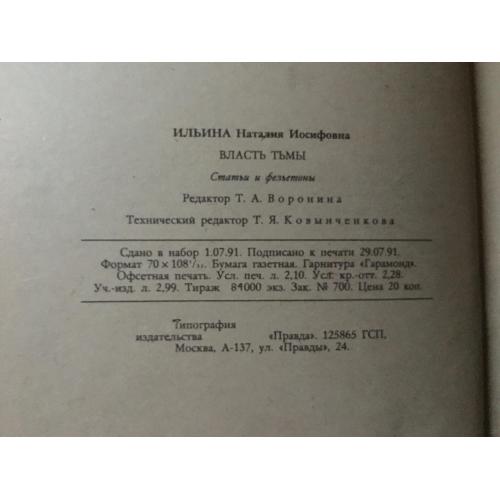 ИЛЬИНА Наталия Иосифовна
ВЛАСТЬ ТЬМЫ
Статьи и фельетоны
Редактор Т. А. Воронина
Технический редактор Т. Я. Ковынченкова
Сдано в набор 1.07.91. Подписано к печати 29.07.91.
Формат 70 × 108¹/₃₂. Бумага газетная. Гарнитура «Гарамонд».
Офсетная печать. Усл. печ. л. 2,10. Усл. кр.-отт. 2,28.
Уч.-изд. л. 2,99. Тираж 84000 экз. Зак. № 700. Цена 20 коп.
Типография
издательства «Правда». 125865 ГСП,
Москва, А-137, ул. «Правды», 24.